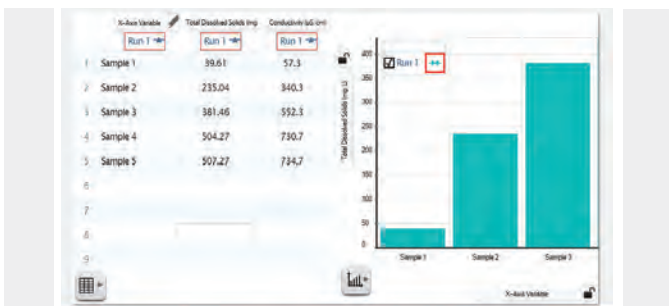 X-Axis Variable Total Dissolved Solids (mg Conductivity (µS cm)
Run 1 Run 1 Run 1
1 Sample 1 39.61 57.3
2 Sample 2 235.04 340.3
3 Sample 3 381.46 552.3
4 Sample 4 504.27 730.7
5 Sample 5 507.27 734.7
6
7
8
9
Run 1
Total Dissolved Solids (mg L)
400
350
300
250
200
150
100
50
0
Sample 1 Sample 2 Sample 3
X-Axis Variable